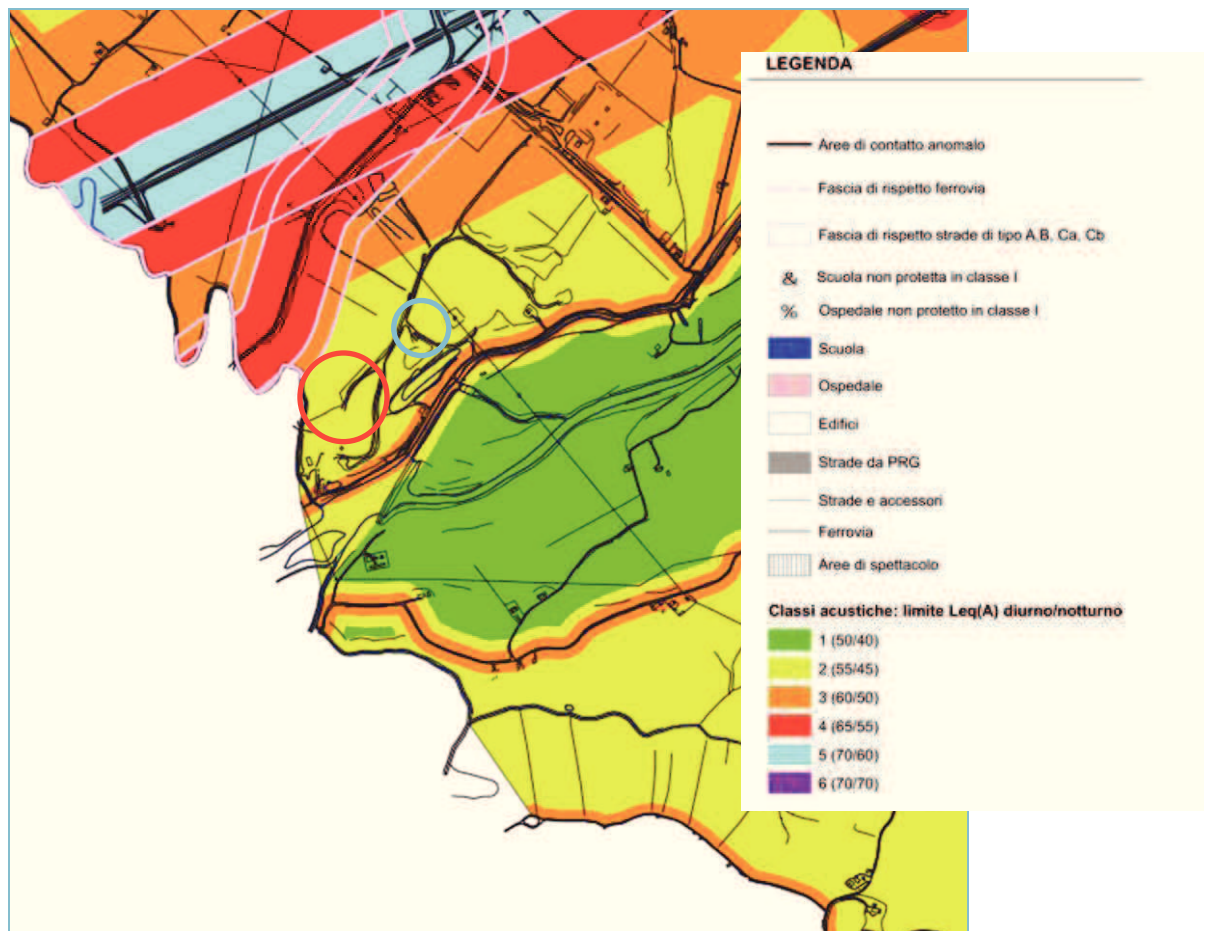 LEGENDA
Aree di contatto anomalo
Fascia di rispetto ferrovia
Fascia di rispetto strade di tipo A,B, Ca, Cb
& Scuola non protetta in classe I
% Ospedale non protetto in classe I
Scuola
Ospedale
Edifici
Strade da PRG
Strade e accessori
Ferrovia
Aree di spettacolo
Classi acustiche: limite Leq(A) diurno/notturno
1 (50/40)
2 (55/45)
3 (60/50)
4 (65/55)
5 (70/60)
6 (70/70)